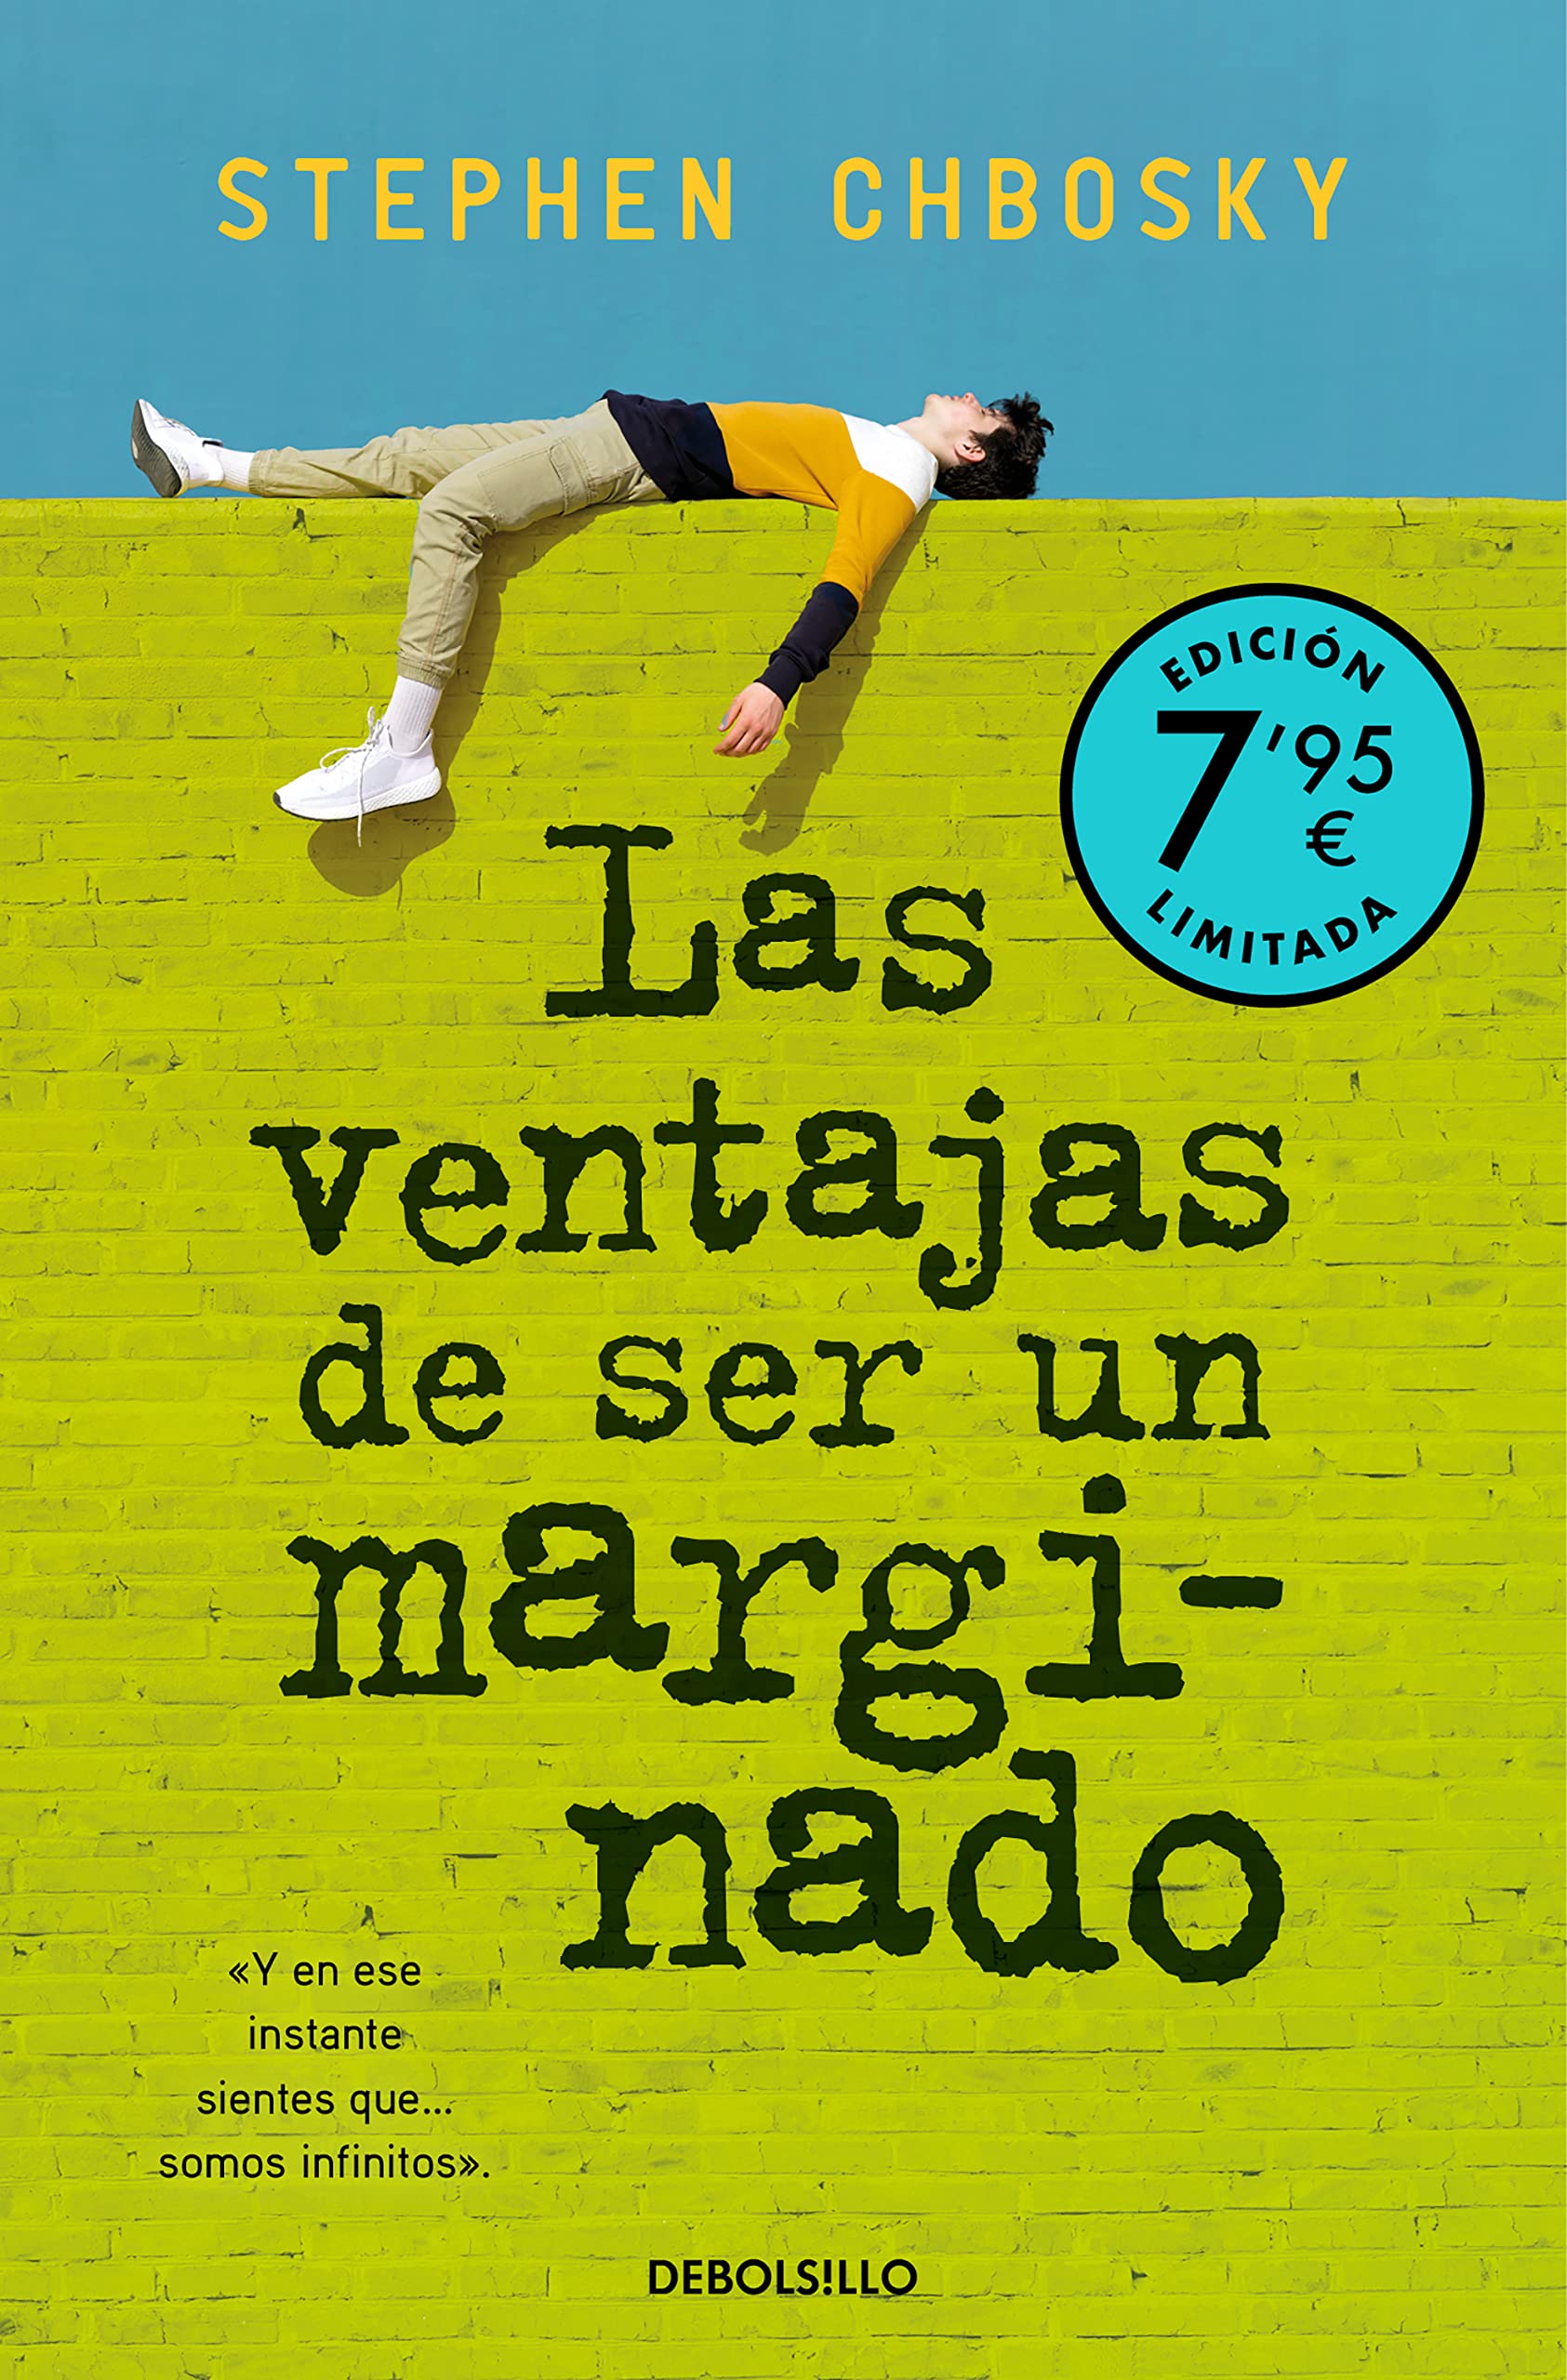 STEPHEN CHBOSKY
EDICIÓN
7'95
€
LIMITADA
Las
ventajas
de ser un
margi-
nado
«Y en ese
instante
sientes que...
somos infinitos».
DEBOLS!LLO